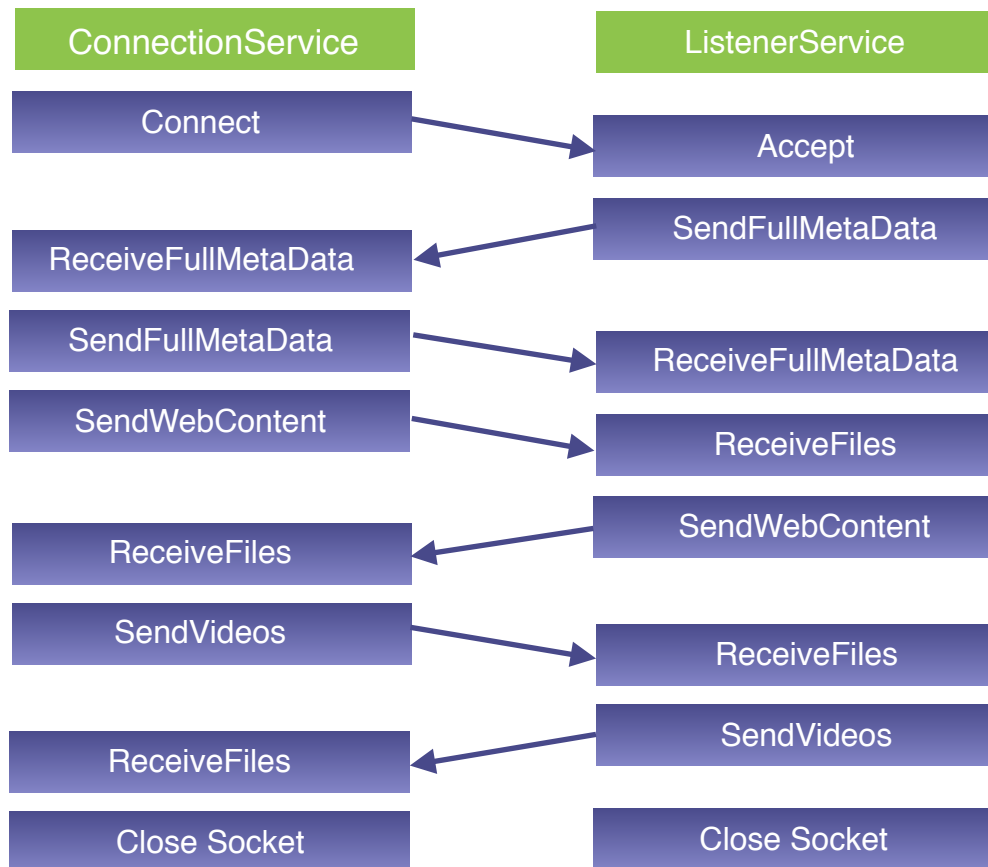 ConnectionService
ListenerService
Connect
Accept
SendFullMetaData
ReceiveFullMetaData
SendFullMetaData
ReceiveFullMetaData
SendWebContent
ReceiveFiles
SendWebContent
ReceiveFiles
SendVideos
ReceiveFiles
SendVideos
ReceiveFiles
Close Socket
Close Socket